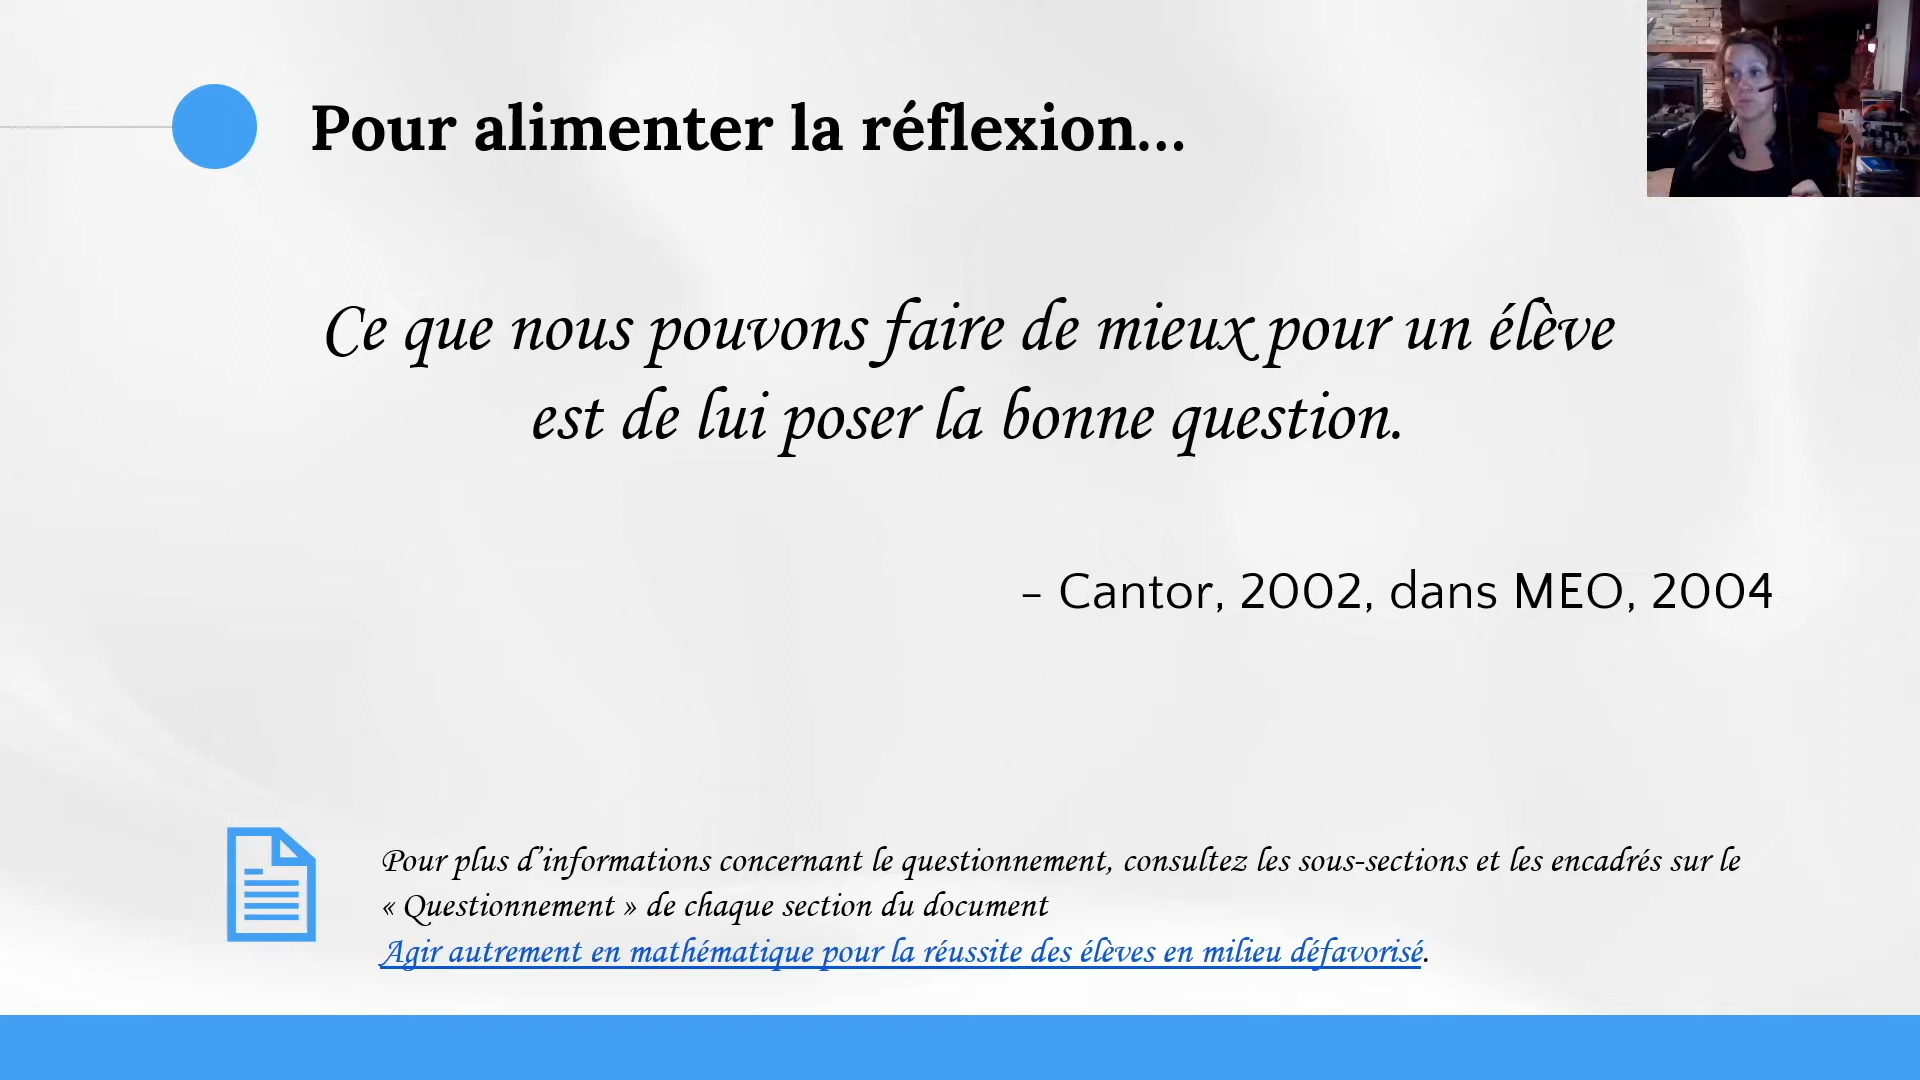 Pour alimenter la réflexion...
Ce que nous pouvons faire de mieux pour un élève
est de lui poser la bonne question.
– Cantor, 2002, dans MEO, 2004
Pour plus d’informations concernant le questionnement, consultez les sous-sections et les encadrés sur le
« Questionnement » de chaque section du document
Agir autrement en mathématique pour la réussite des élèves en milieu défavorisé.